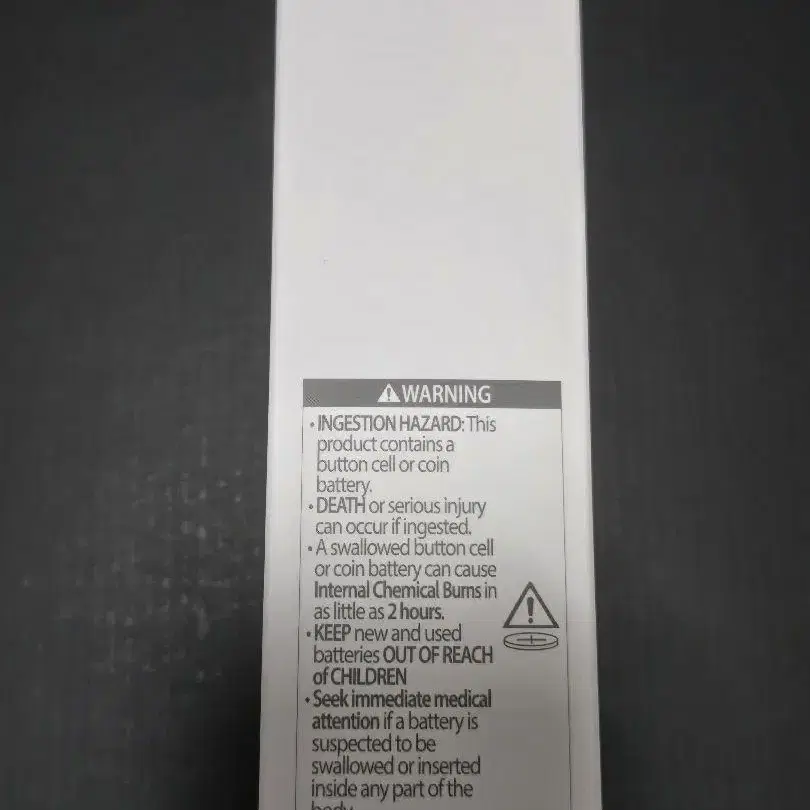 ⚠ WARNING
• INGESTION HAZARD: This
product contains a
button cell or coin
battery.
• DEATH or serious injury
can occur if ingested.
• A swallowed button cell
or coin battery can cause
Internal Chemical Burns in
as little as 2 hours.
• KEEP new and used
batteries OUT OF REACH
of CHILDREN
• Seek immediate medical
attention if a battery is
suspected to be
swallowed or inserted
inside any part of the
body.